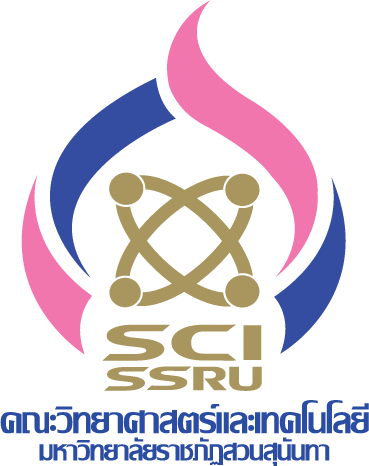 SCI
SSRU
คณะวิทยาศาสตร์และเทคโนโลยี
มหาวิทยาลัยราชภัฏสวนสุนันทา